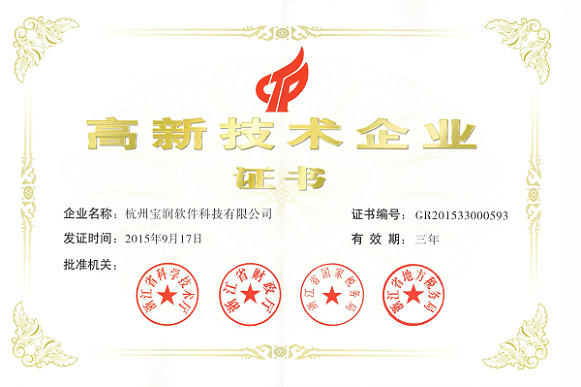 高新技术企业
证书
企业名称：杭州宝润软件科技有限公司
证书编号：GR201533000593
发证时间：2015年9月17日
有 效 期：三年
批准机关：
浙江省科学技术厅
浙江省财政厅
浙江省国家税务局
浙江省地方税务局